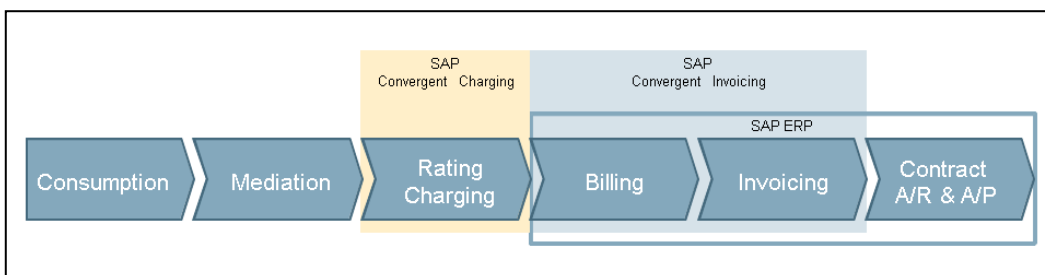 SAP
Convergent Charging
SAP
Convergent Invoicing
SAP ERP
Consumption
Mediation
Rating
Charging
Billing
Invoicing
Contract
A/R & A/P